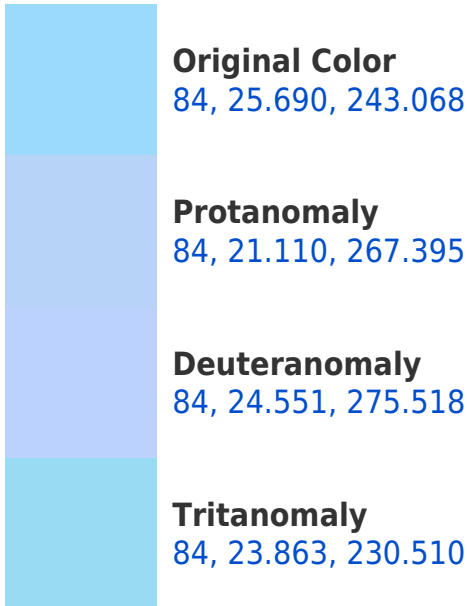 Original Color
84, 25.690, 243.068
Protanomaly
84, 21.110, 267.395
Deuteranomaly
84, 24.551, 275.518
Tritanomaly
84, 23.863, 230.510